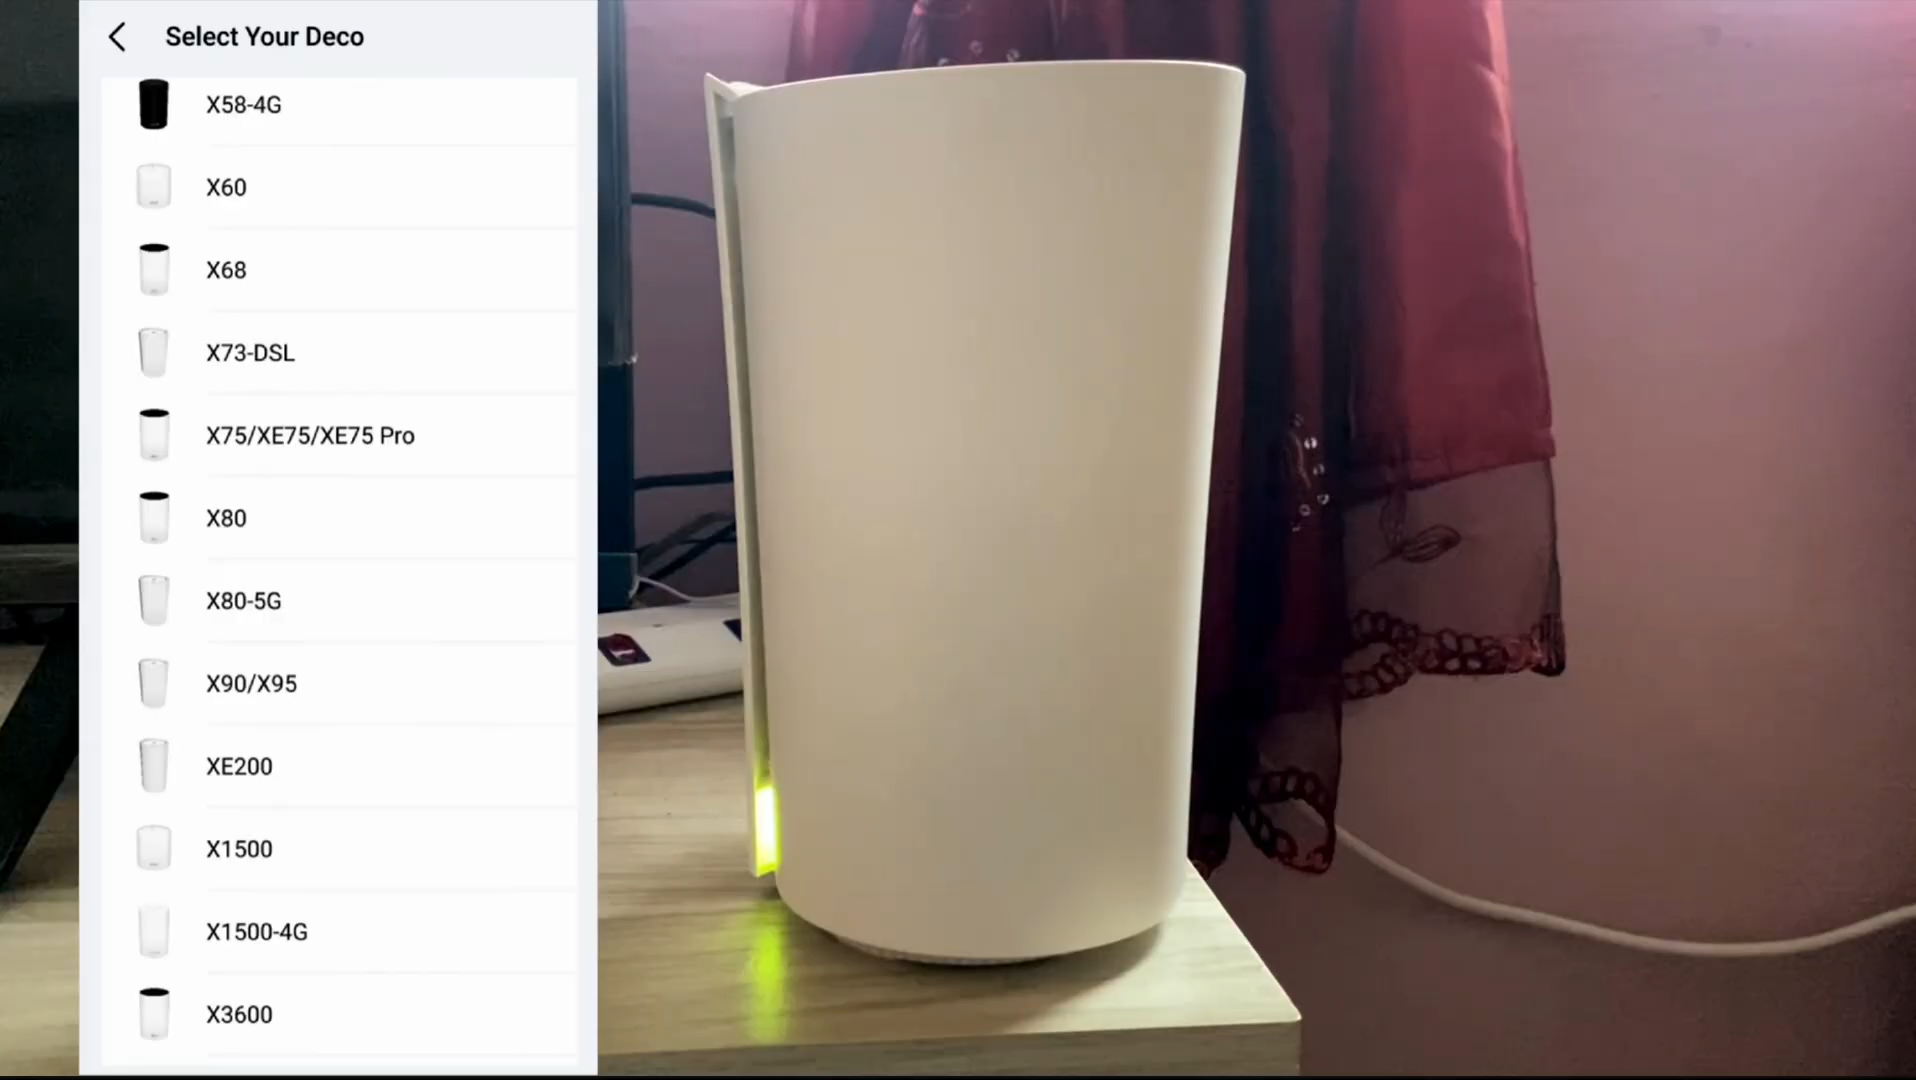 Select Your Deco
X58-4G
X60
X68
X73-DSL
X75/XE75/XE75 Pro
X80
X80-5G
X90/X95
XE200
X1500
X1500-4G
X3600